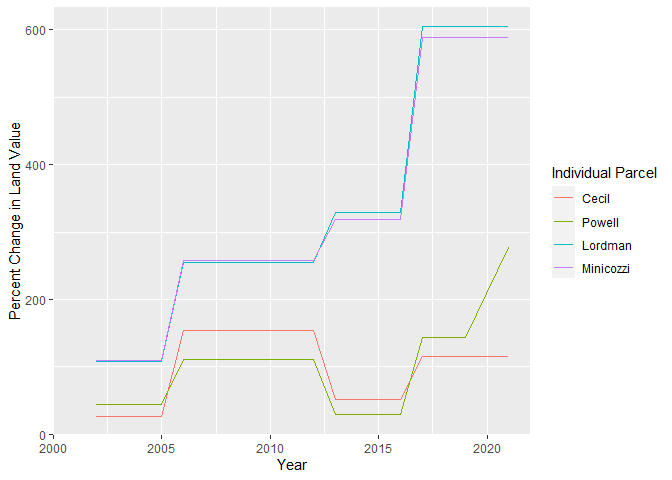 600
400
200
0
2000
2005
2010
2015
2020
Year
Percent Change in Land Value
Individual Parcel
Cecil
Powell
Lordman
Minicozzi